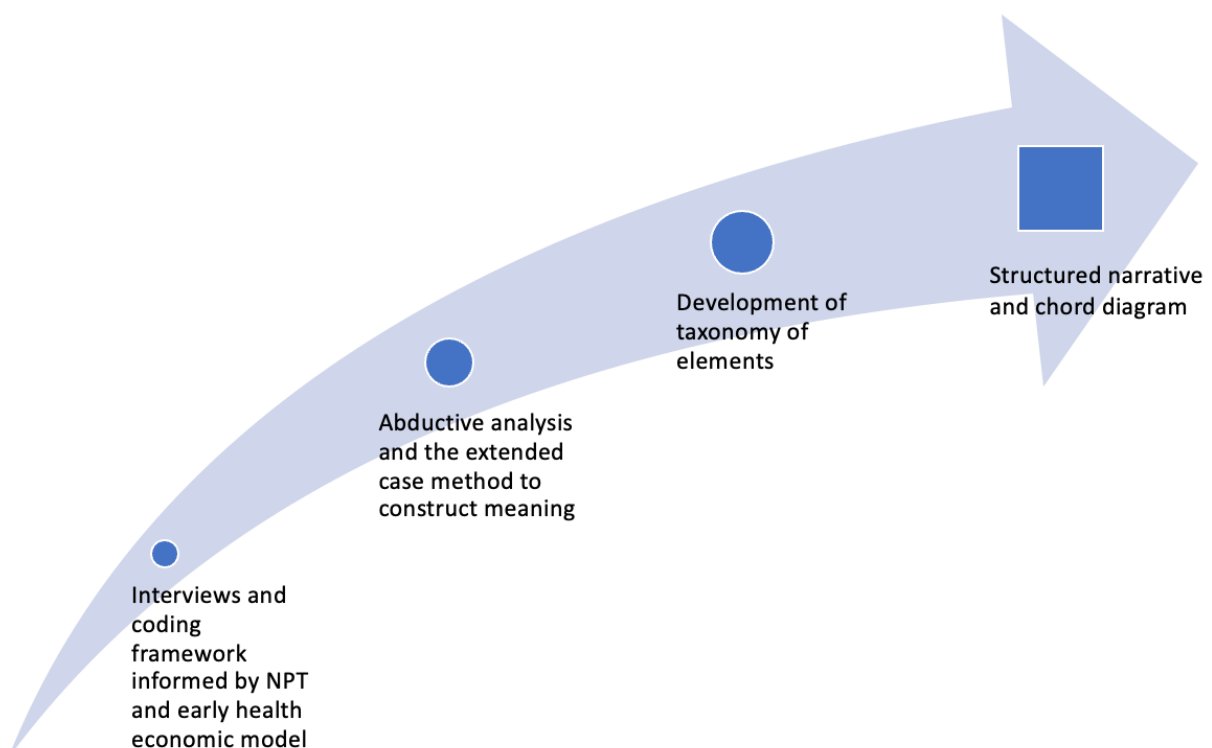 Interviews and
coding
framework
informed by NPT
and early health
economic model
Abductive analysis
and the extended
case method to
construct meaning
Development of
taxonomy of
elements
Structured narrative
and chord diagram